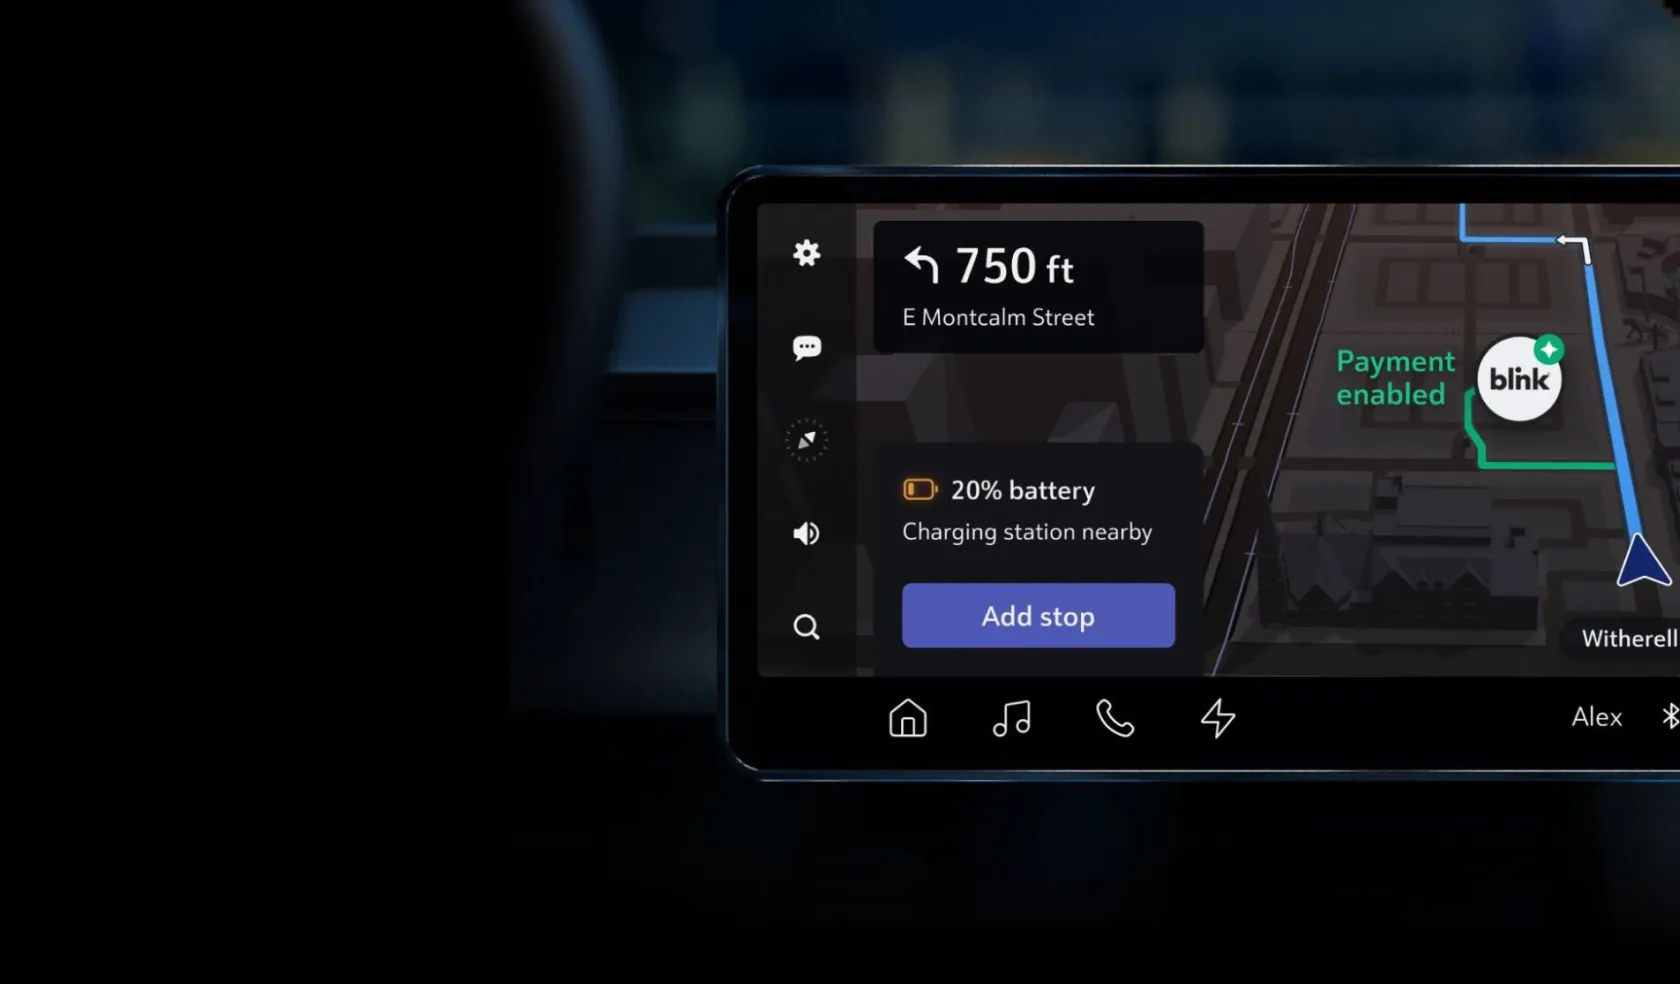 750 ft
E Montcalm Street
Payment
enabled
blink
20% battery
Charging station nearby
Add stop
Witherell
Alex